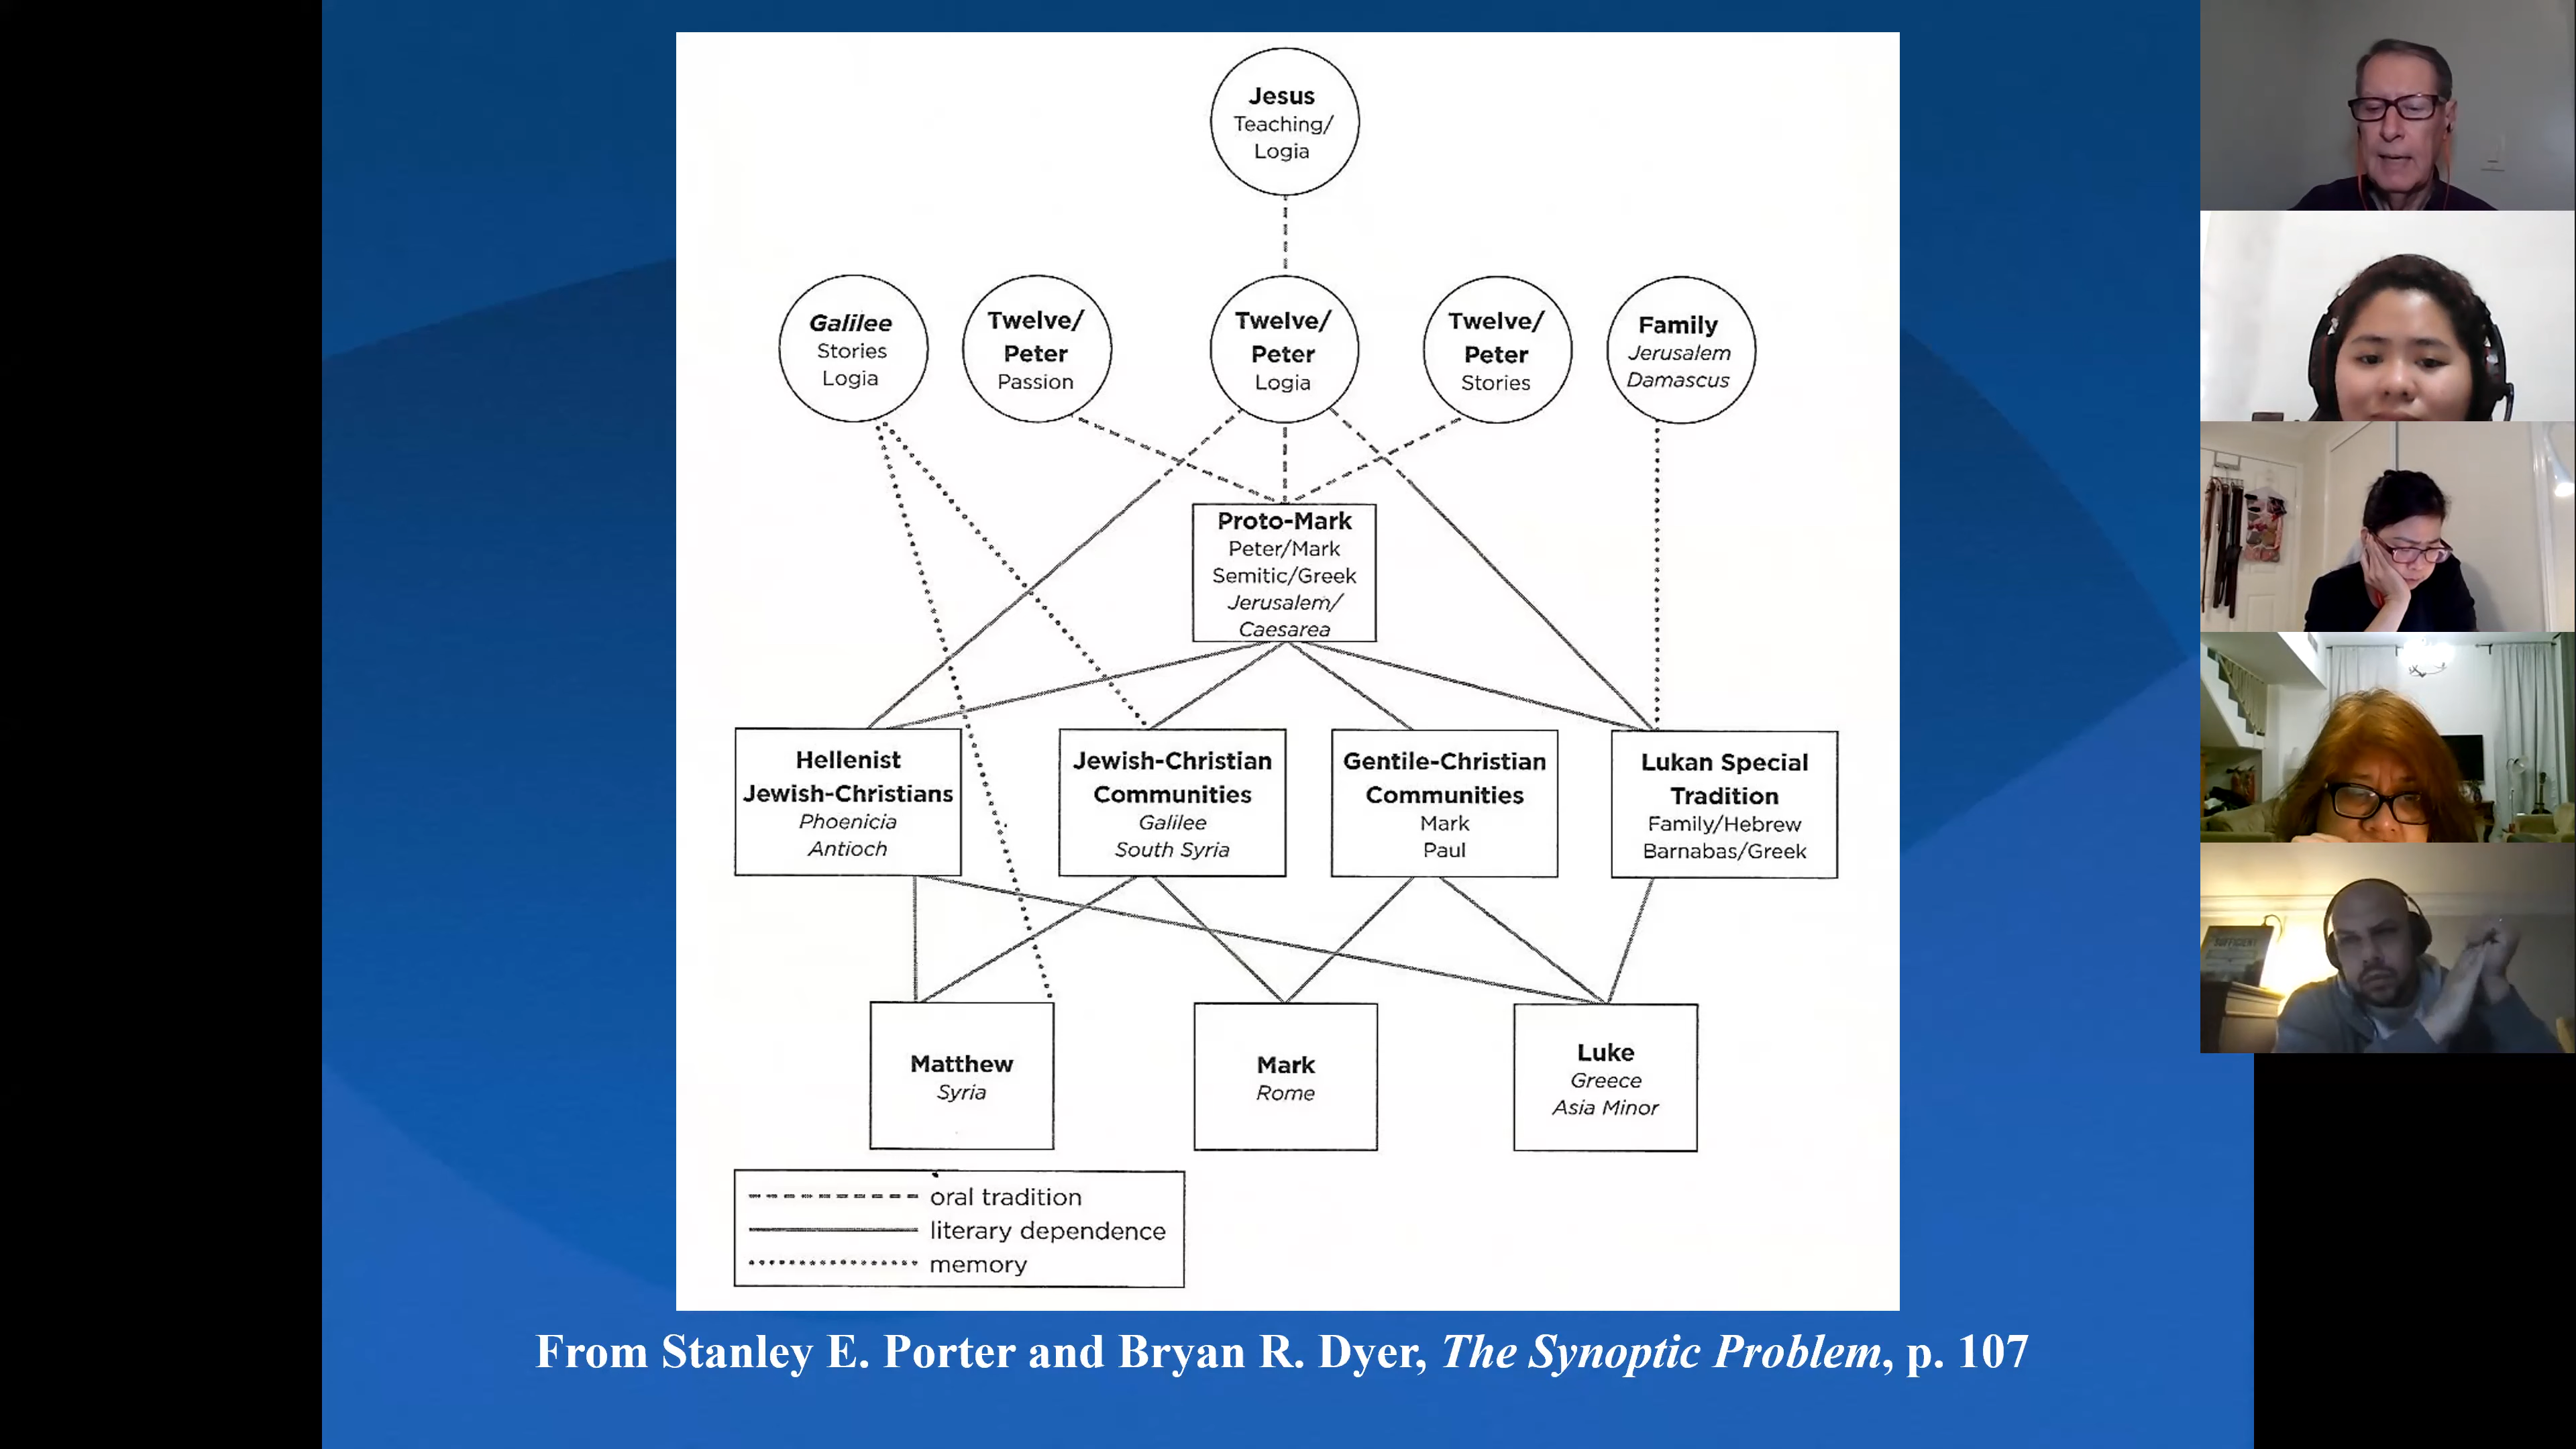 Jesus
Teaching/
Logia
Galilee
Stories
Logia
Twelve/
Peter
Passion
Twelve/
Peter
Logia
Twelve/
Peter
Stories
Family
Jerusalem
Damascus
Proto-Mark
Peter/Mark
Semitic/Greek
Jerusalem/
Caesarea
Hellenist
Jewish-Christians
Phoenicia
Antioch
Jewish-Christian
Communities
Galilee
South Syria
Gentile-Christian
Communities
Mark
Paul
Lukan Special
Tradition
Family/Hebrew
Barnabas/Greek
Matthew
Syria
Mark
Rome
Luke
Greece
Asia Minor
oral tradition
literary dependence
memory
From Stanley E. Porter and Bryan R. Dyer, The Synoptic Problem, p. 107